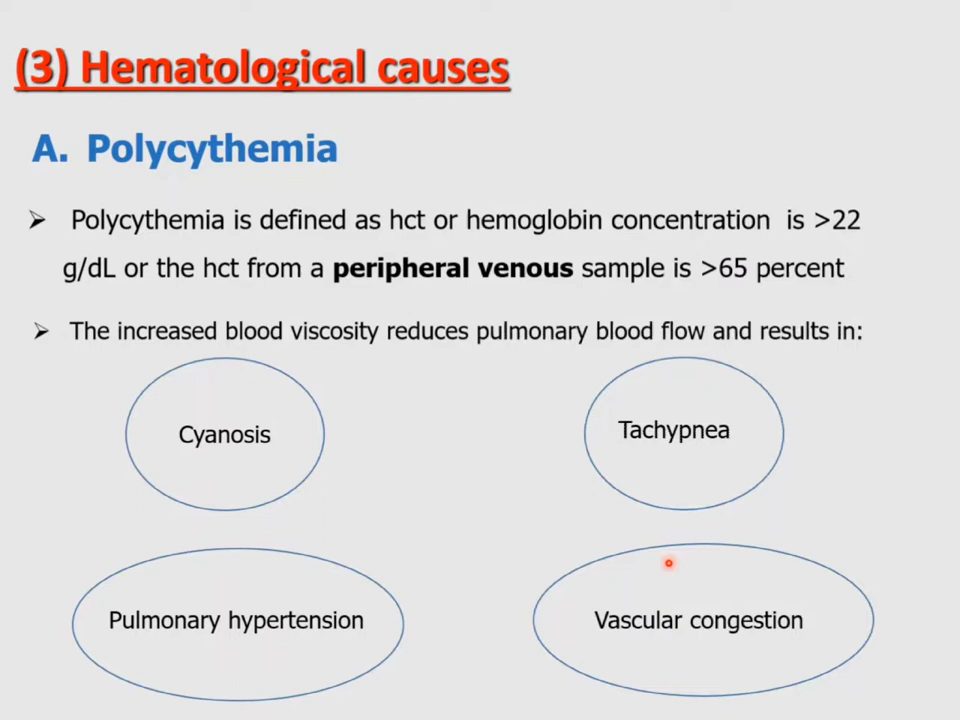 (3) Hematological causes
A. Polycythemia
➢ Polycythemia is defined as hct or hemoglobin concentration is >22
g/dL or the hct from a peripheral venous sample is >65 percent
➢ The increased blood viscosity reduces pulmonary blood flow and results in:
Cyanosis
Tachypnea
Pulmonary hypertension
Vascular congestion